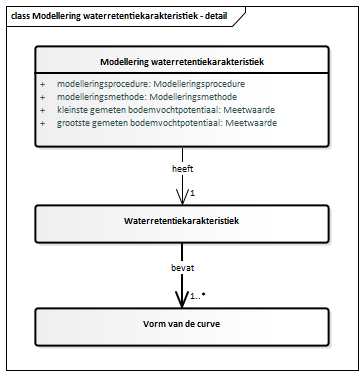 class Modellering waterretentiekarakteristiek - detail
Modellering waterretentiekarakteristiek
+ modelleringsprocedure: Modelleringsprocedure
+ modelleringsmethode: Modelleringsmethode
+ kleinste gemeten bodemvochtpotentiaal: Meetwaarde
+ grootste gemeten bodemvochtpotentiaal: Meetwaarde
heeft
1
Waterretentiekarakteristiek
bevat
1..*
Vorm van de curve